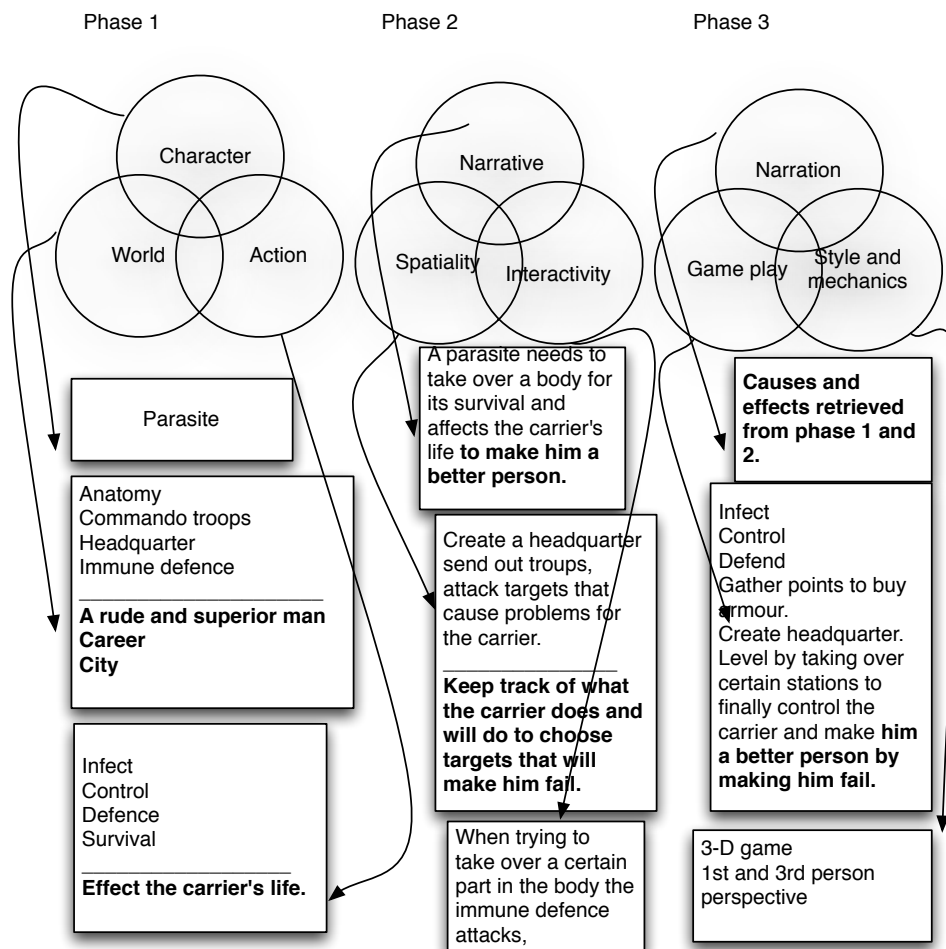 Phase 1
Phase 2
Phase 3
Character
World
Action
Narrative
Spatiality
Interactivity
Narration
Game play
Style and
mechanics
Parasite
Anatomy
Commando troops
Headquarter
Immune defence
A rude and superior man
Career
City
Infect
Control
Defence
Survival
Effect the carrier's life.
A parasite needs to
take over a body for
its survival and
affects the carrier's
life to make him a
better person.
Create a headquarter
send out troups,
attack targets that
cause problems for
the carrier.
Keep track of what
the carrier does and
will do to choose
targets that will
make him fail.
When trying to
take over a certain
part in the body the
immune defence
attacks,
Causes and
effects retrieved
from phase 1 and
2.
Infect
Control
Defend
Gather points to buy
armour.
Create headquarter.
Level by taking over
certain stations to
finally control the
carrier and make him
a better person by
making him fail.
3-D game
1st and 3rd person
perspective